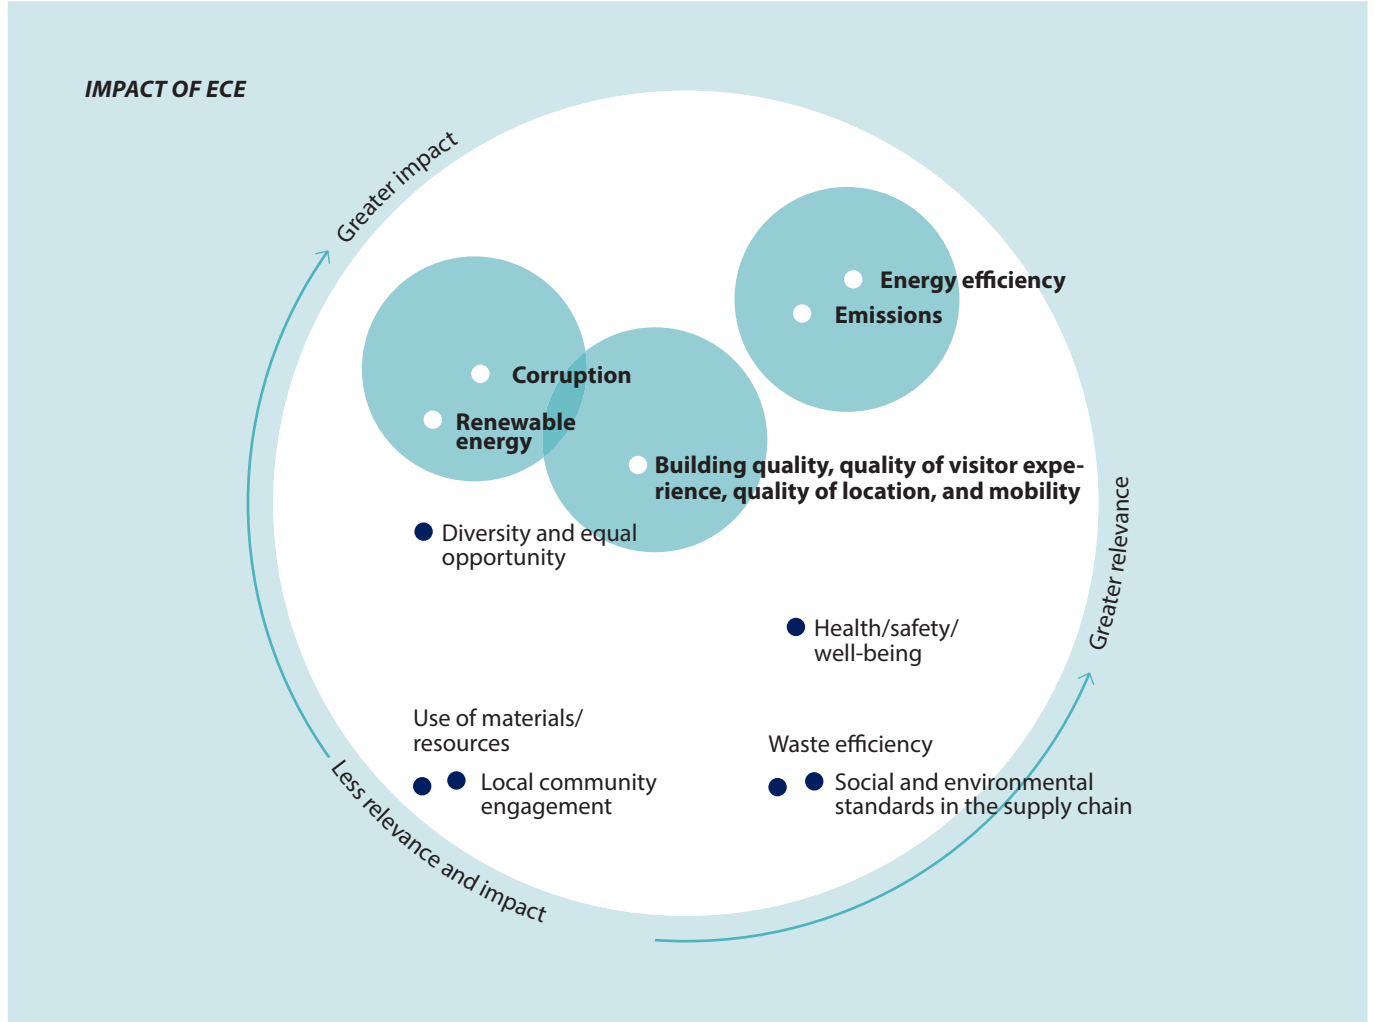 IMPACT OF ECE
Greater impact
Energy efficiency
Emissions
Corruption
Renewable
energy
Building quality, quality of visitor expe-
rience, quality of location, and mobility
Diversity and equal
opportunity
Greater relevance
Health/safety/
well-being
Use of materials/
resources
Local community
engagement
Waste efficiency
Social and environmental
standards in the supply chain
Less relevance and impact